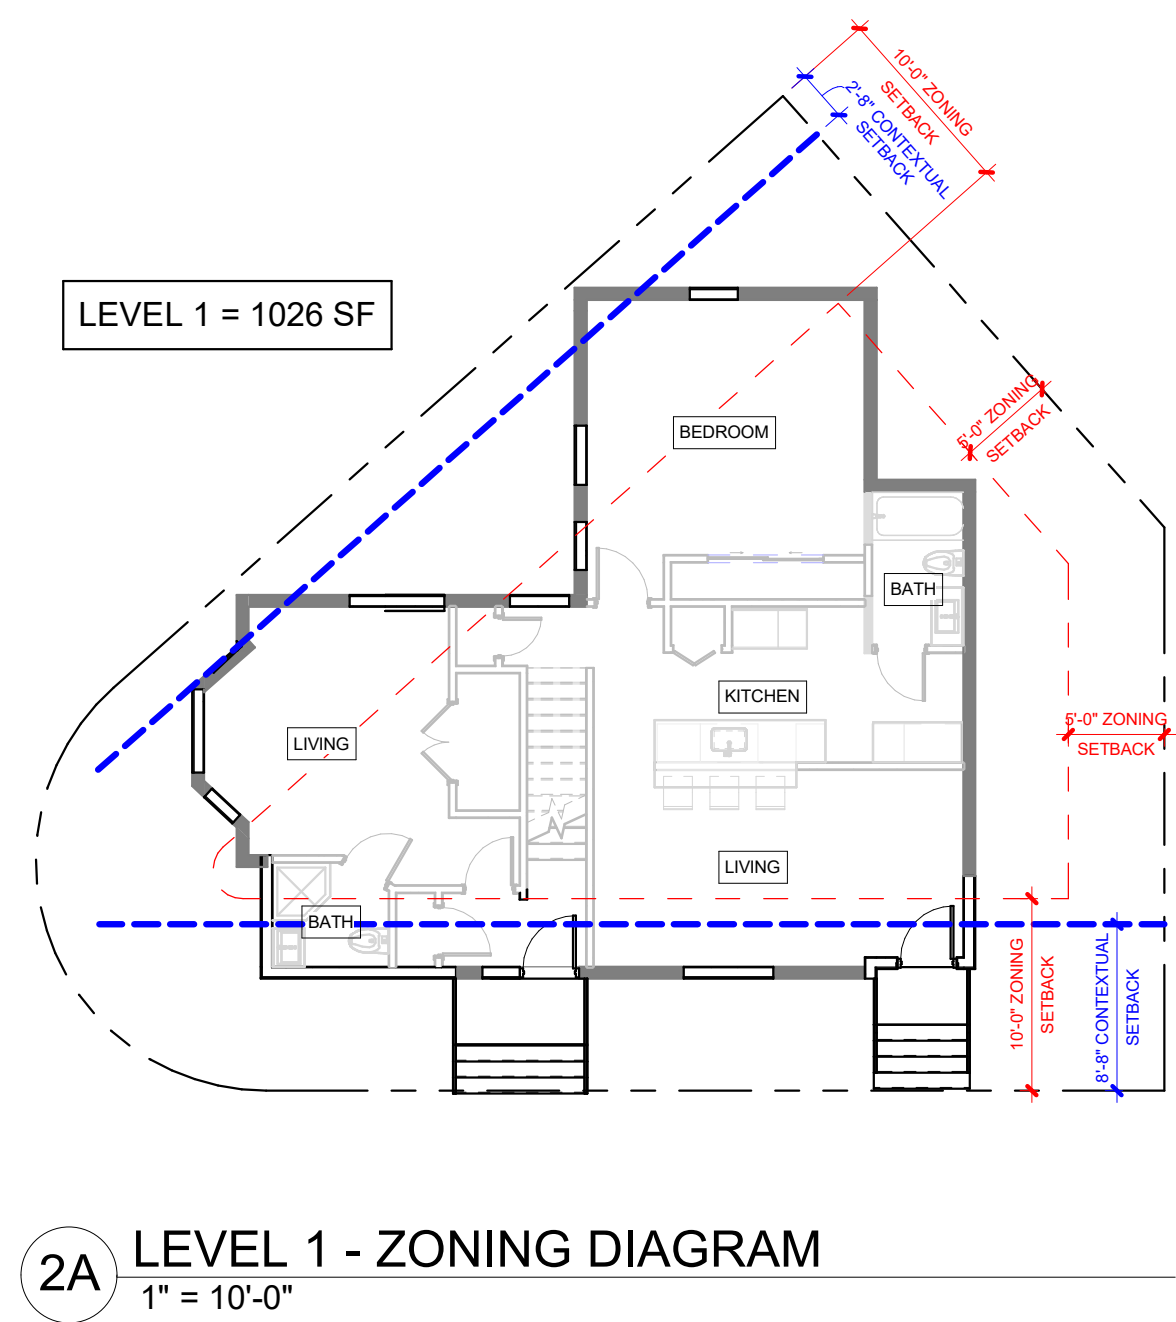 10'-0" ZONING
SETBACK
2'-8" CONTEXTUAL
SETBACK
LEVEL 1 = 1026 SF
5'-0" ZONING
SETBACK
BEDROOM
BATH
KITCHEN
LIVING
5'-0" ZONING
SETBACK
LIVING
BATH
10'-0" ZONING
SETBACK
8'-8" CONTEXTUAL
SETBACK
2A
LEVEL 1 - ZONING DIAGRAM
1" = 10'-0"